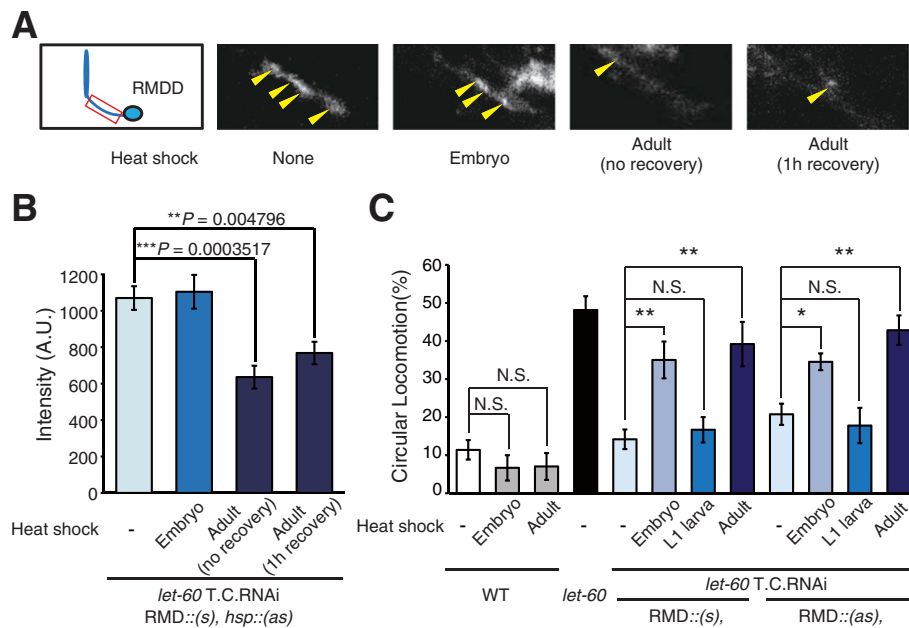 A
RMDD
Heat shock
None
Embryo
Adult
(no recovery)
Adult
(1h recovery)
B
**P = 0.004796
***P = 0.0003517
Intensity (A.U.)
1200
1000
800
600
400
200
0
Heat shock
-
Embryo
Adult
(no recovery)
Adult
(1h recovery)
let-60 T.C.RNAi
RMD::(s), hsp::(as)
C
Circular Locomotion(%)
60
50
40
30
20
10
0
N.S.
N.S.
**
N.S.
**
**
N.S.
*
Heat shock
-
Embryo
Adult
-
-
Embryo
L1 larva
Adult
-
Embryo
L1 larva
Adult
WT
let-60
let-60 T.C.RNAi
RMD::(s),
RMD::(as),